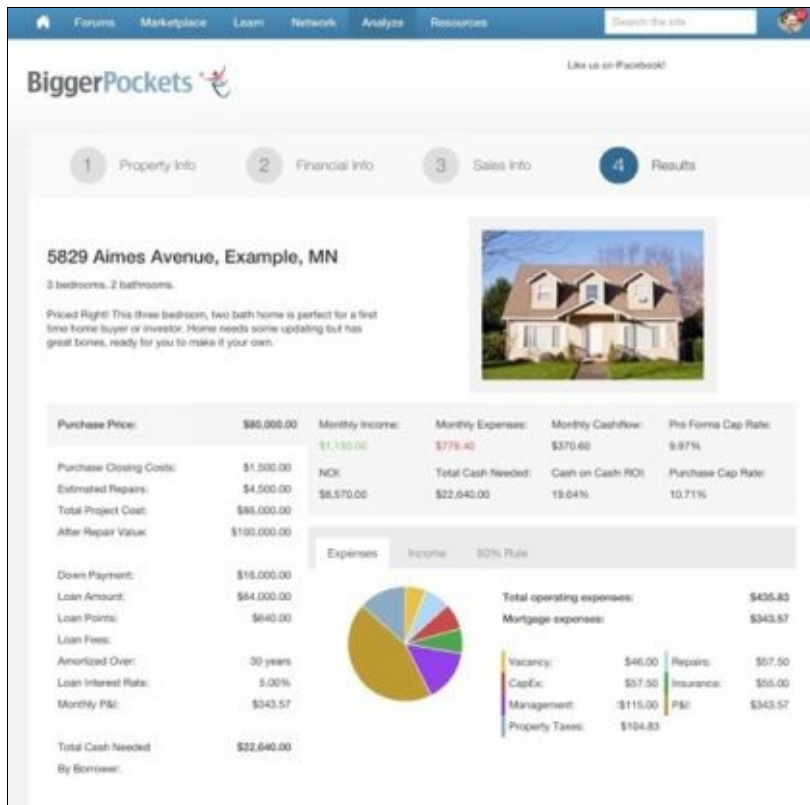 Forums Marketplace Learn Network Analyze Resources Search the site
Like us on Facebook!
BiggerPockets
1 Property Info 2 Financial Info 3 Sales Info 4 Results
5829 Aimes Avenue, Example, MN
3 bedrooms, 2 bathrooms.
Priced Right! This three bedroom, two bath home is perfect for a first
time home buyer or investor. Home needs some updating but has
great bones, ready for you to make it your own.
Purchase Price: $80,000.00
Purchase Closing Costs: $1,500.00
Estimated Repairs: $4,500.00
Total Project Cost: $86,000.00
After Repair Value: $100,000.00
Down Payment: $16,000.00
Loan Amount: $64,000.00
Loan Points: $640.00
Loan Fees:
Amortized Over: 30 years
Loan Interest Rate: 5.00%
Monthly P&I: $343.57
Total Cash Needed $22,640.00
By Borrower:
Monthly Income: Monthly Expenses: Monthly Cashflow: Pro Forma Cap Rate:
$1,150.00 $779.40 $370.60 9.97%
NOI: Total Cash Needed: Cash on Cash ROI: Purchase Cap Rate:
$8,570.00 $22,640.00 19.64% 10.71%
Expenses Income 50% Rule
Total operating expenses: $435.83
Mortgage expenses: $343.57
Vacancy: $46.00 Repairs: $57.50
CapEx: $57.50 Insurance: $55.00
Management: $115.00 P&I: $343.57
Property Taxes: $104.83